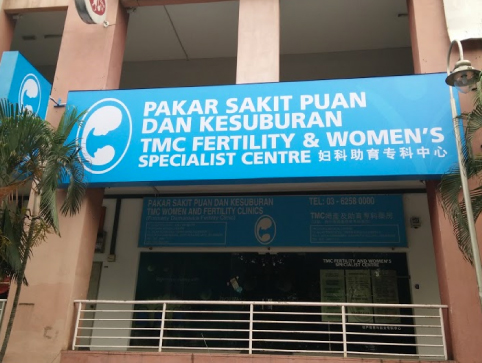 PAKAR SAKIT PUAN
DAN KESUBURAN
TMC FERTILITY & WOMEN'S
SPECIALIST CENTRE 妇科助育专科中心
PAKAR SAKIT PUAN DAN KESUBURAN
TMC WOMEN AND FERTILITY CLINICS
TEL: 03 - 8258 0000
TMC FERTILITY AND WOMEN'S
SPECIALIST CENTRE